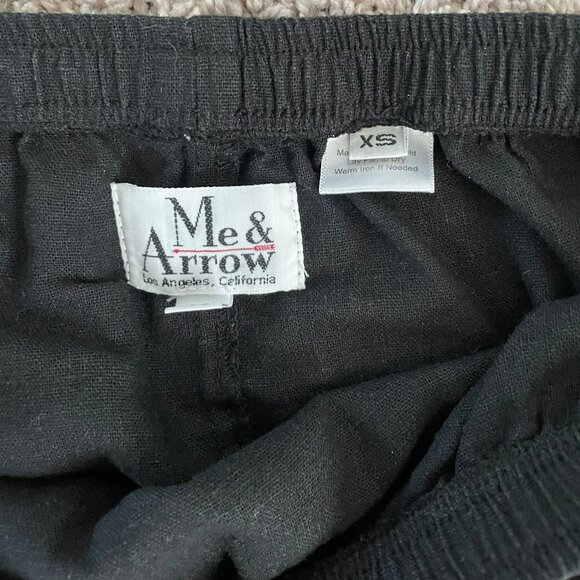 Me &
Arrow
Los Angeles, California
XS
Lay Flat to Dry
Warm Iron If Needed